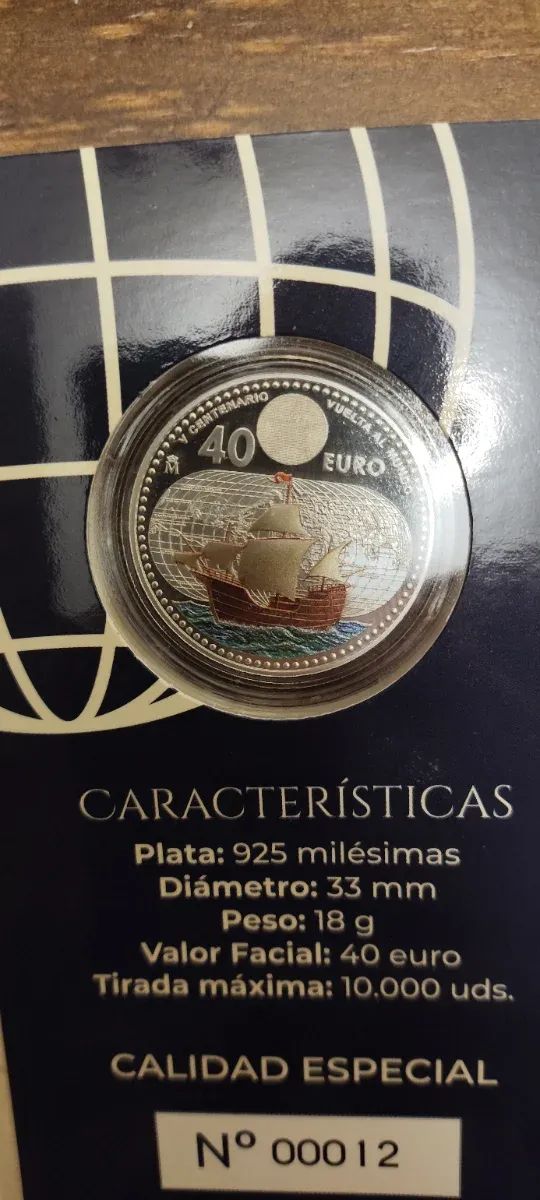 V CENTENARIO VUELTA AL MUNDO
40
EURO
M
CARACTERÍSTICAS
Plata: 925 milésimas
Diámetro: 33 mm
Peso: 18 g
Valor Facial: 40 euro
Tirada máxima: 10.000 uds.
CALIDAD ESPECIAL
Nº 00012